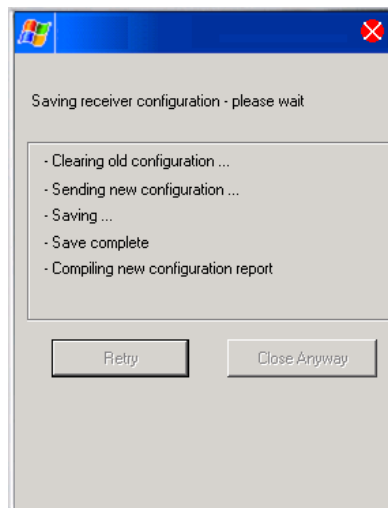 Saving receiver configuration - please wait
- Clearing old configuration ...
- Sending new configuration ...
- Saving ...
- Save complete
- Compiling new configuration report
Retry
Close Anyway